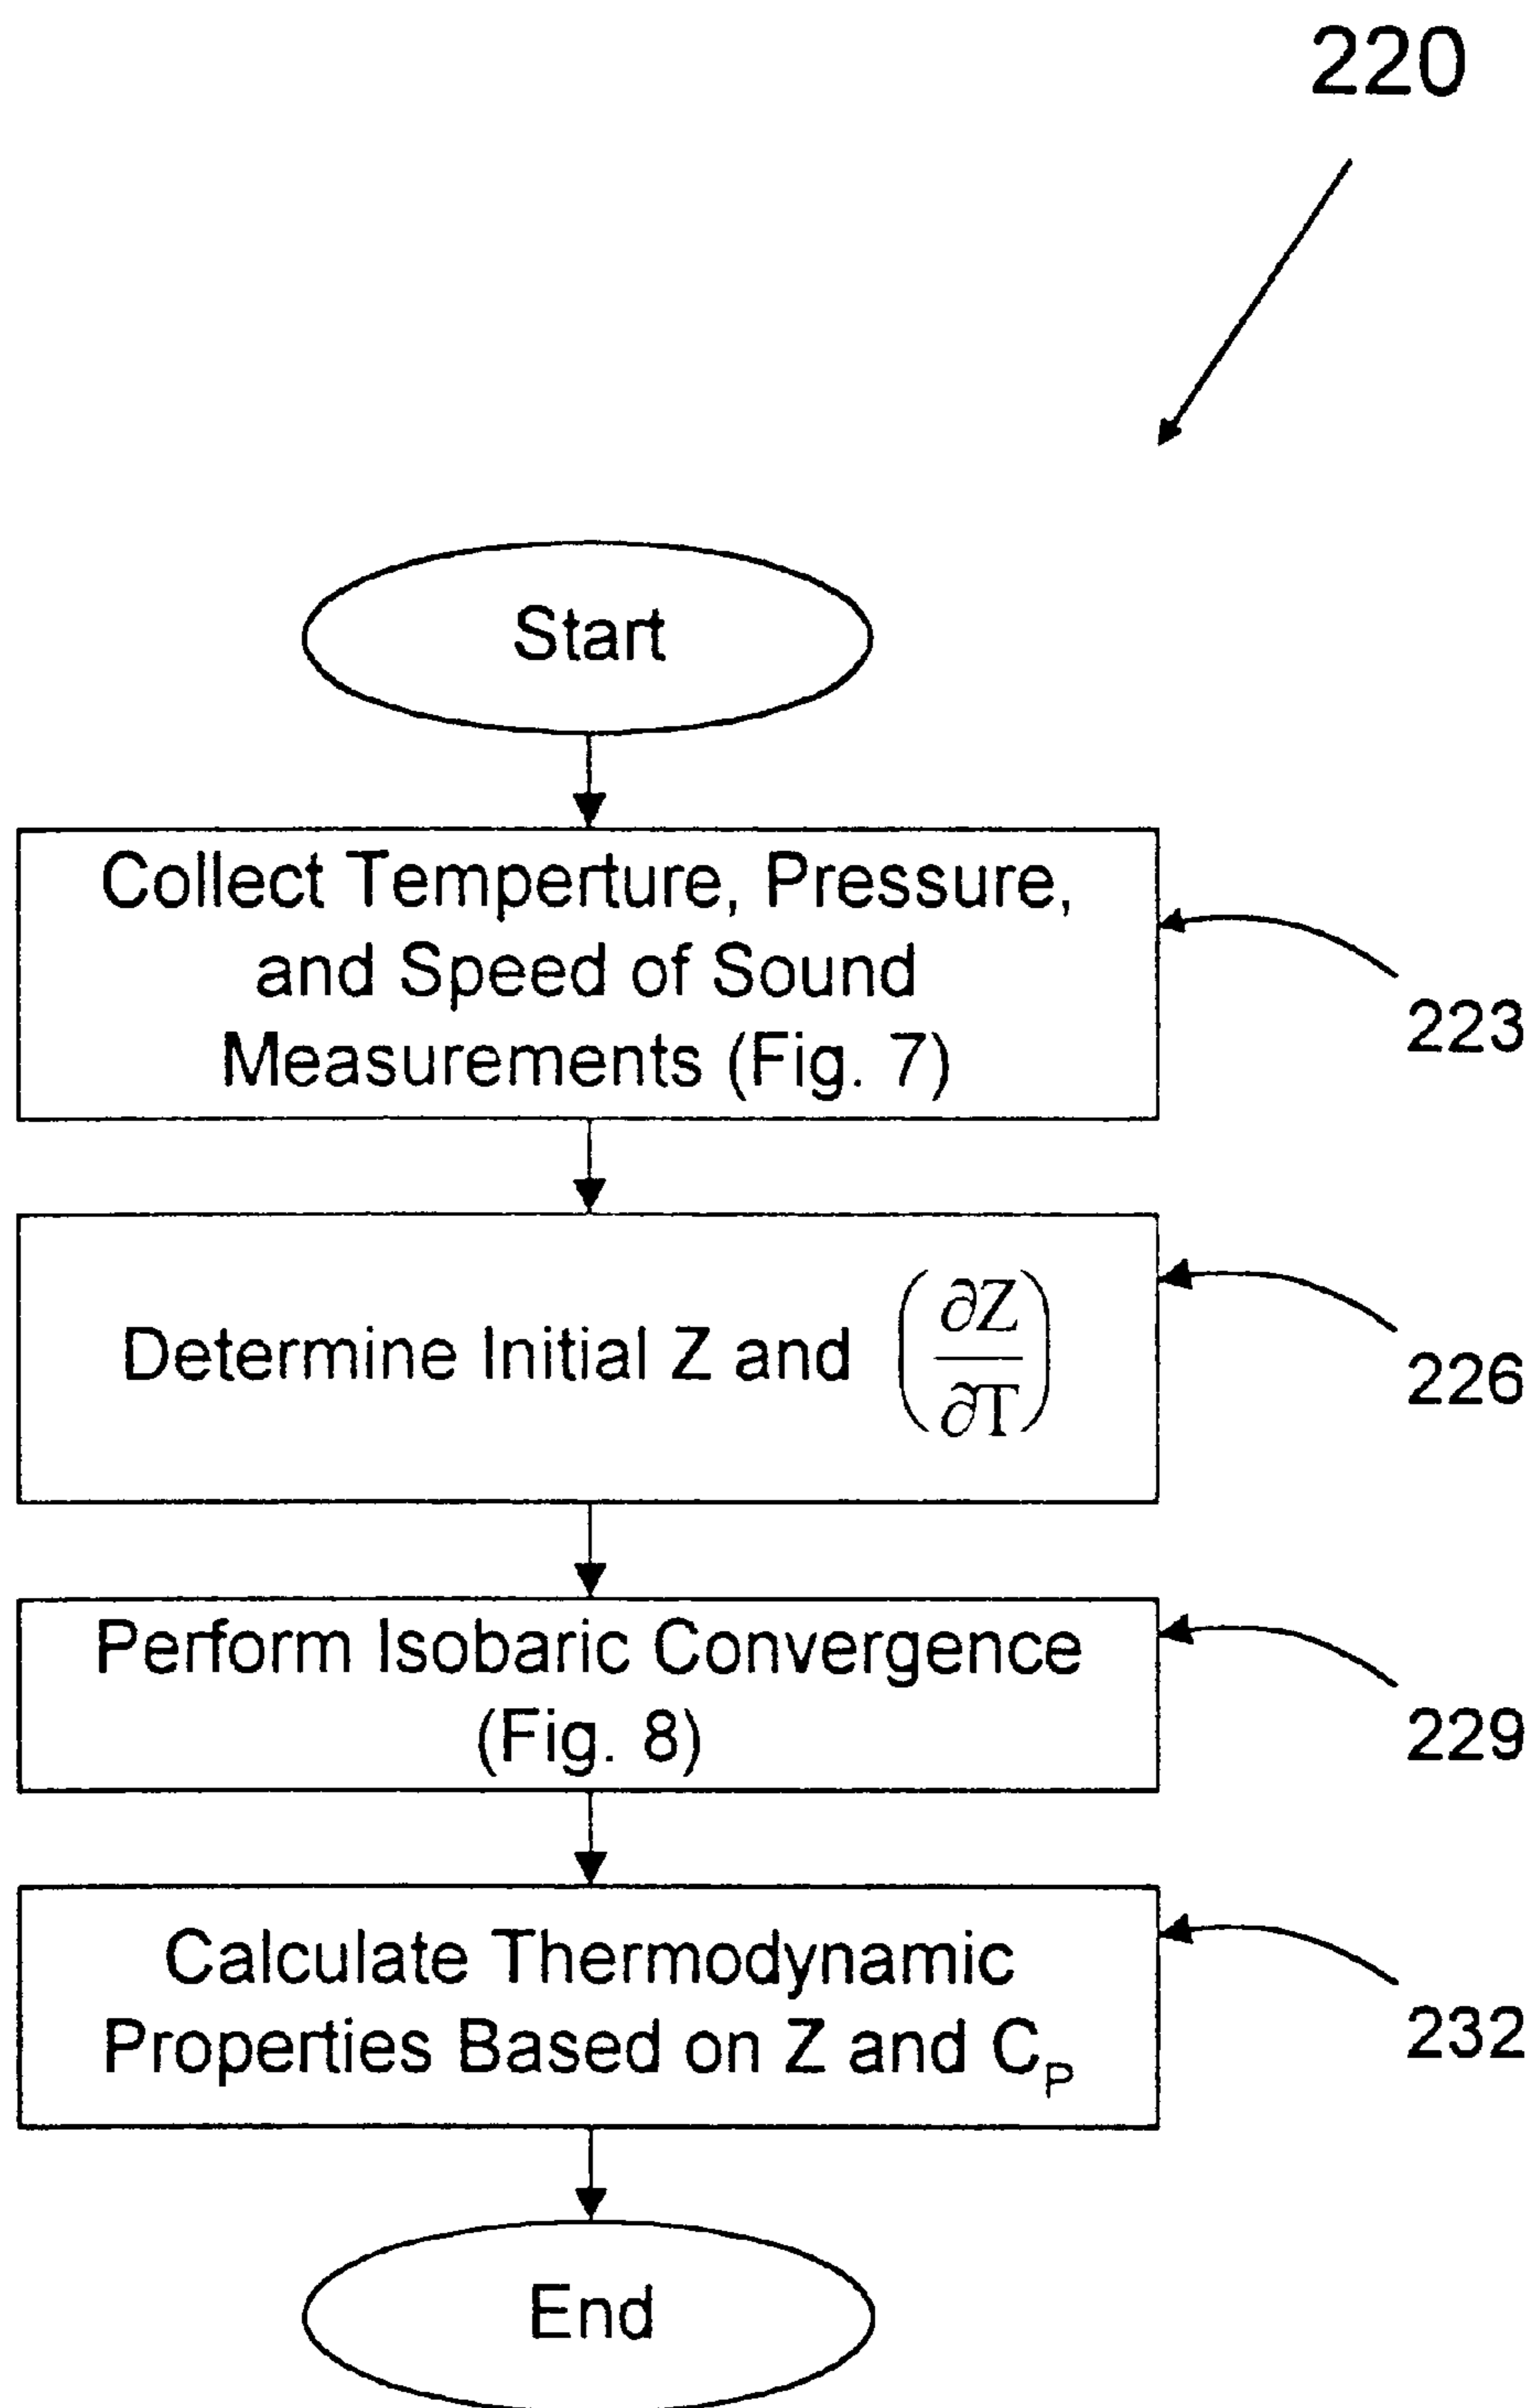 220
Start
Collect Temperture, Pressure,
and Speed of Sound
Measurements (Fig. 7)
223
Determine Initial Z and (∂Z/∂T)
226
Perform Isobaric Convergence
(Fig. 8)
229
Calculate Thermodynamic
Properties Based on Z and C_P
232
End